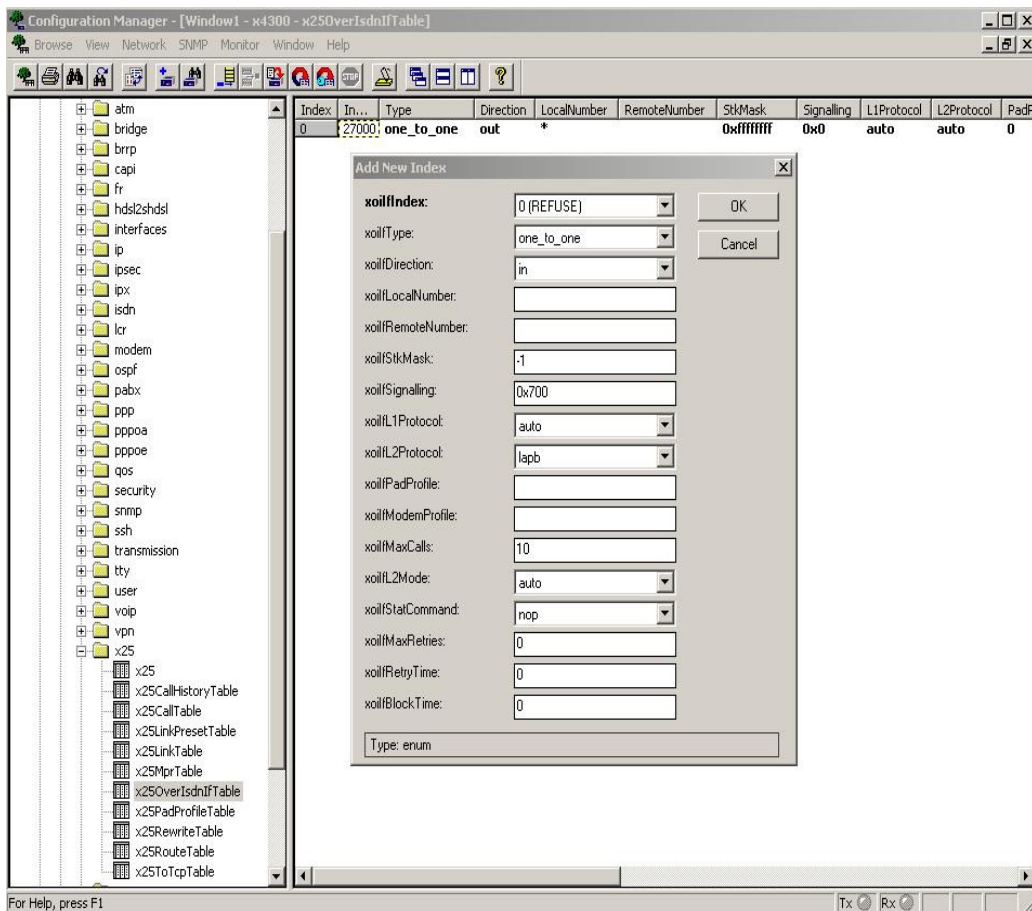 Configuration Manager - [Window1 - x4300 - x25OverIsdnIfTable]
Browse View Network SNMP Monitor Window Help
STOP
atm
bridge
brrp
capi
fr
hdsl2shdsl
interfaces
ip
ipsec
ipx
isdn
lcr
modem
ospf
pabx
ppp
pppoa
pppoe
qos
security
snmp
ssh
transmission
tty
user
voip
vpn
x25
x25
x25CallHistoryTable
x25CallTable
x25LinkPresetTable
x25LinkTable
x25MprTable
x25OverIsdnIfTable
x25PadProfileTable
x25RewriteTable
x25RouteTable
x25ToTcpTable
Index In... Type Direction LocalNumber RemoteNumber StkMask Signalling L1Protocol L2Protocol PadP
0 27000 one_to_one out * 0xffffffff 0x0 auto auto 0
Add New Index
xoiIfIndex: 0 (REFUSE) OK
xoiIfType: one_to_one Cancel
xoiIfDirection: in
xoiIfLocalNumber:
xoiIfRemoteNumber:
xoiIfStkMask: -1
xoiIfSignalling: 0x700
xoiIfL1Protocol: auto
xoiIfL2Protocol: lapb
xoiIfPadProfile:
xoiIfModemProfile:
xoiIfMaxCalls: 10
xoiIfL2Mode: auto
xoiIfStatCommand: nop
xoiIfMaxRetries: 0
xoiIfRetryTime: 0
xoiIfBlockTime: 0
Type: enum
For Help, press F1 Tx Rx